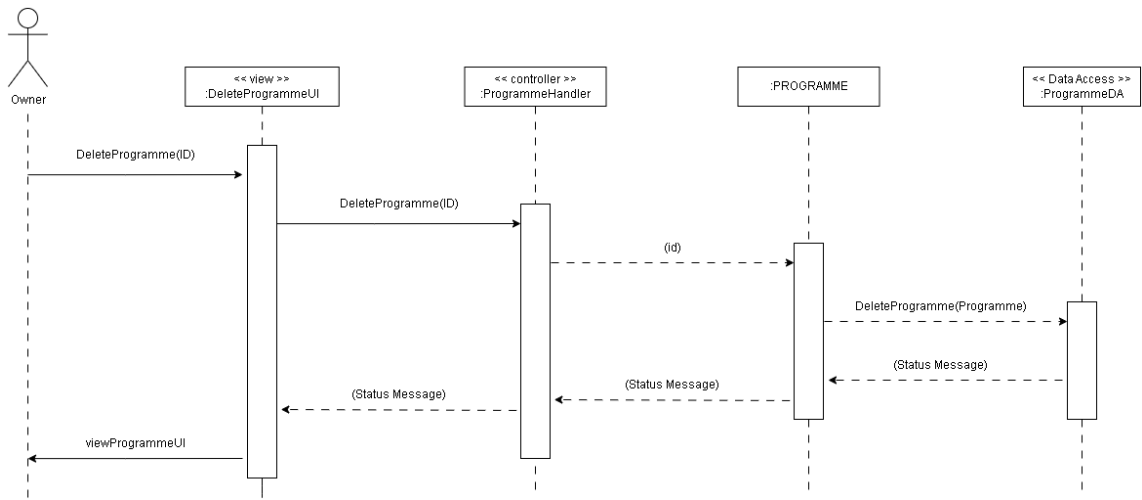 Owner
<< view >>
:DeleteProgrammeUI
<< controller >>
:ProgrammeHandler
:PROGRAMME
<< Data Access >>
:ProgrammeDA
DeleteProgramme(ID)
DeleteProgramme(ID)
(id)
DeleteProgramme(Programme)
(Status Message)
(Status Message)
(Status Message)
viewProgrammeUI